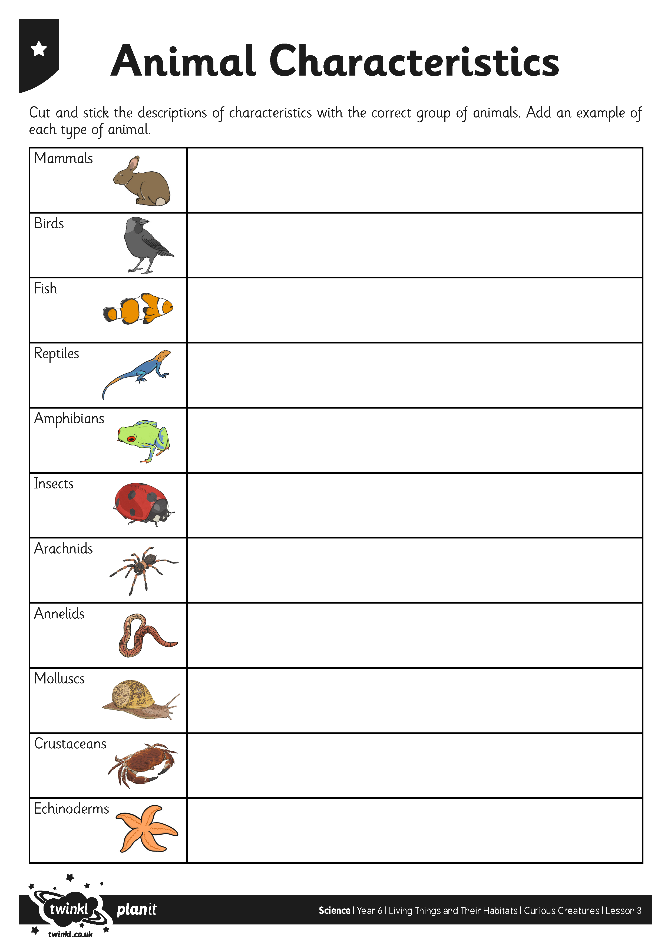 Animal Characteristics
Cut and stick the descriptions of characteristics with the correct group of animals. Add an example of
each type of animal.
Mammals
Birds
Fish
Reptiles
Amphibians
Insects
Arachnids
Annelids
Molluscs
Crustaceans
Echinoderms
twinkl
planit
twinkl.co.uk
Science | Year 6 | Living Things and Their Habitats | Curious Creatures | Lesson 3